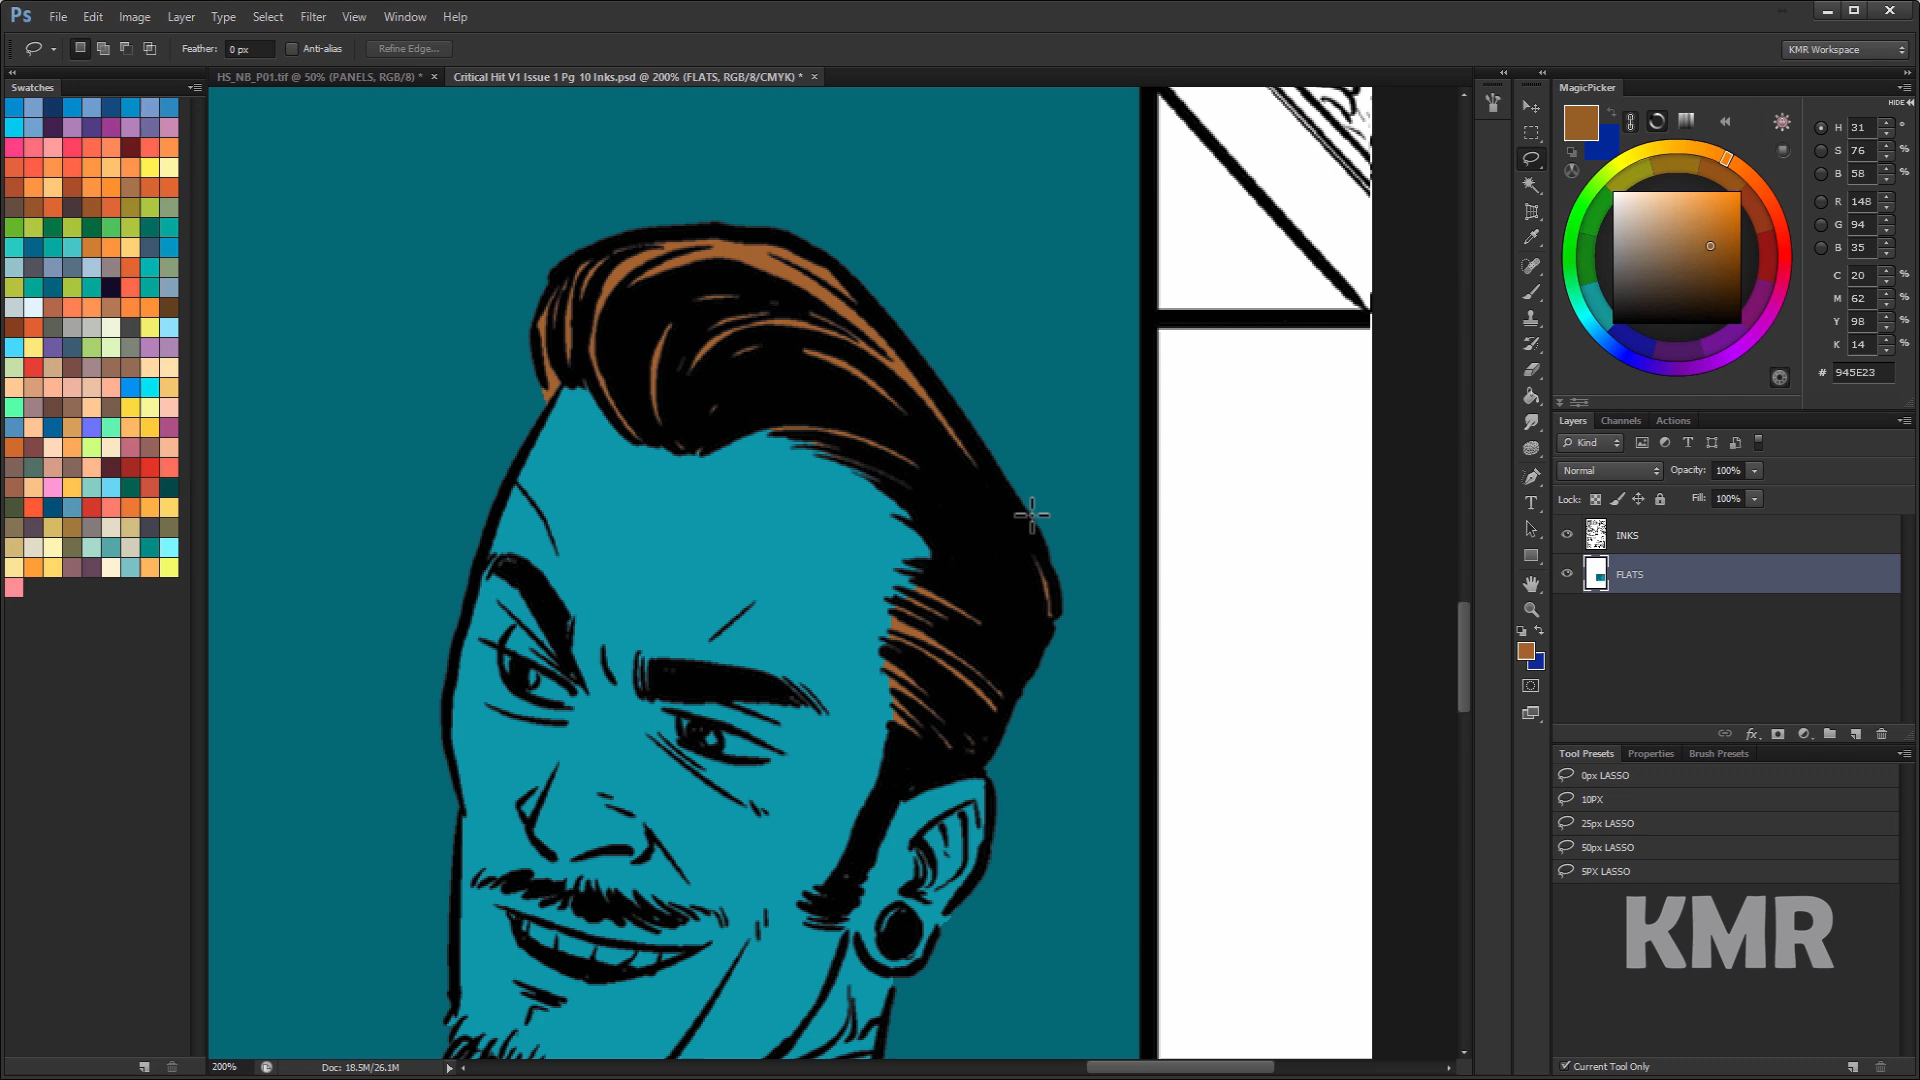 Ps File Edit Image Layer Type Select Filter View Window Help
Feather: 0 px Anti-alias Refine Edge... KMR Workspace
HS_NB_P01.tif @ 50% (PANELS, RGB/8) * Critical Hit V1 Issue 1 Pg 10 Inks.psd @ 200% (FLATS, RGB/8/CMYK) *
Swatches
MagicPicker
HIDE
H 31 °
S 76 %
B 58 %
R 148
G 94
B 35
C 20 %
M 62 %
Y 98 %
K 14 %
# 945E23
Layers Channels Actions
Kind
Normal Opacity: 100%
Lock: Fill: 100%
INKS
FLATS
Tool Presets Properties Brush Presets
0px LASSO
10PX
25px LASSO
50px LASSO
5PX LASSO
KMR
Current Tool Only
200% Doc: 18.5M/26.1M